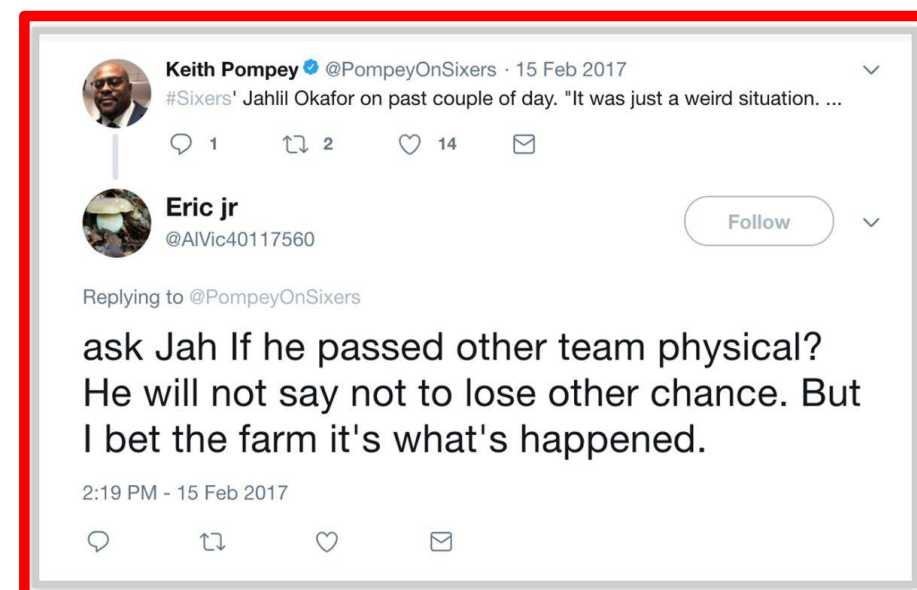 Keith Pompey @PompeyOnSixers · 15 Feb 2017
#Sixers' Jahlil Okafor on past couple of day. "It was just a weird situation. ...
1 2 14
Eric jr
@AlVic40117560
Follow
Replying to @PompeyOnSixers
ask Jah If he passed other team physical?
He will not say not to lose other chance. But
I bet the farm it's what's happened.
2:19 PM - 15 Feb 2017